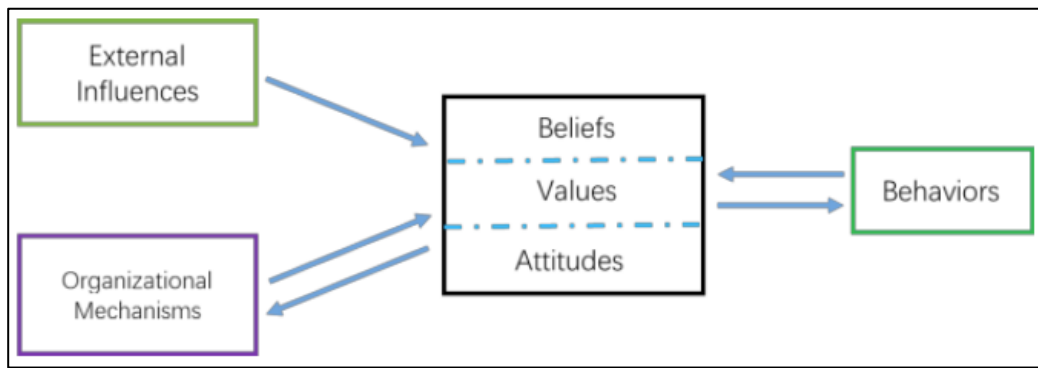 External
Influences
Beliefs
Values
Attitudes
Behaviors
Organizational
Mechanisms